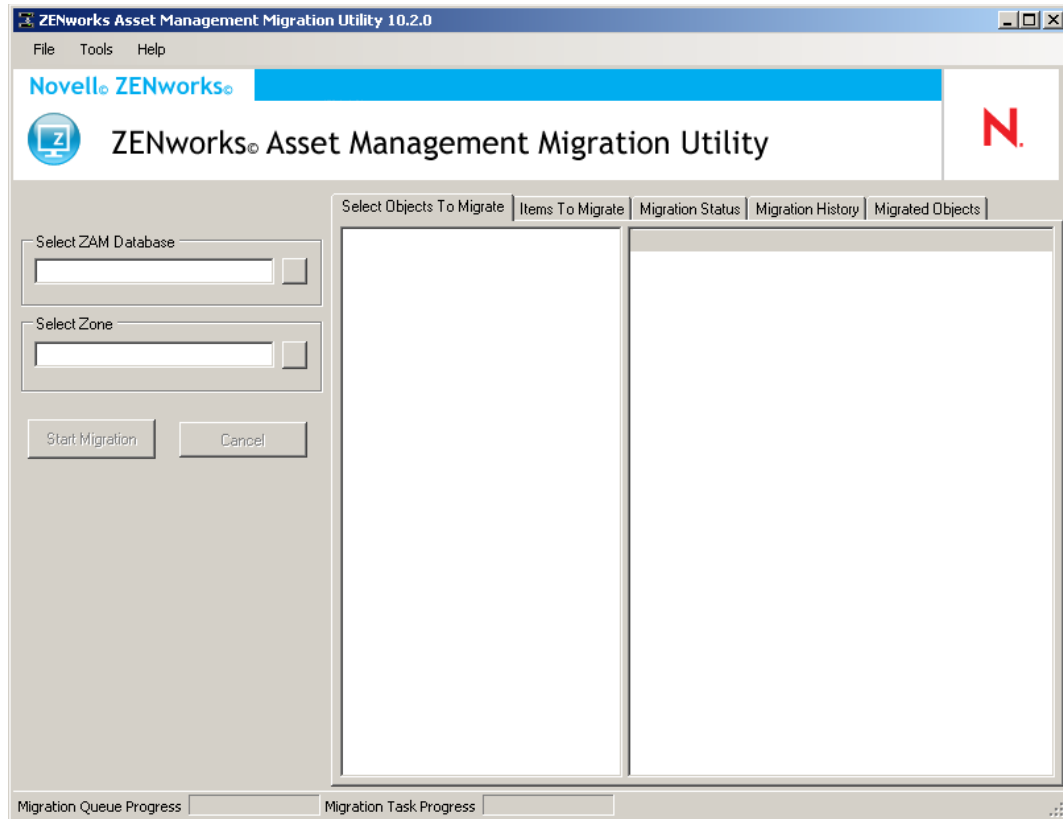 ZENworks Asset Management Migration Utility 10.2.0
File Tools Help
Novell© ZENworks©
ZENworks© Asset Management Migration Utility
N.
Select Objects To Migrate Items To Migrate Migration Status Migration History Migrated Objects
Select ZAM Database
Select Zone
Start Migration Cancel
Migration Queue Progress Migration Task Progress